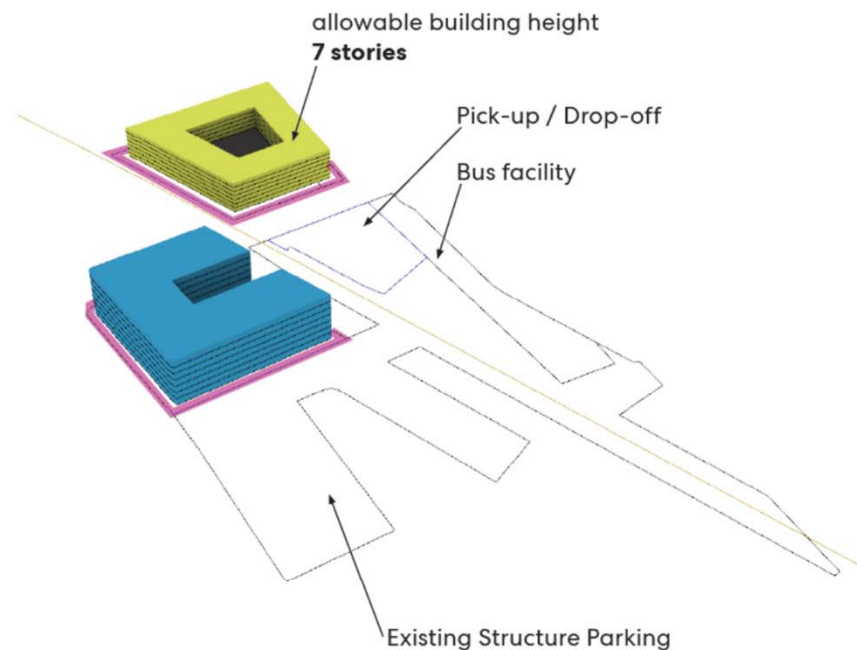 allowable building height
7 stories
Pick-up / Drop-off
Bus facility
Existing Structure Parking